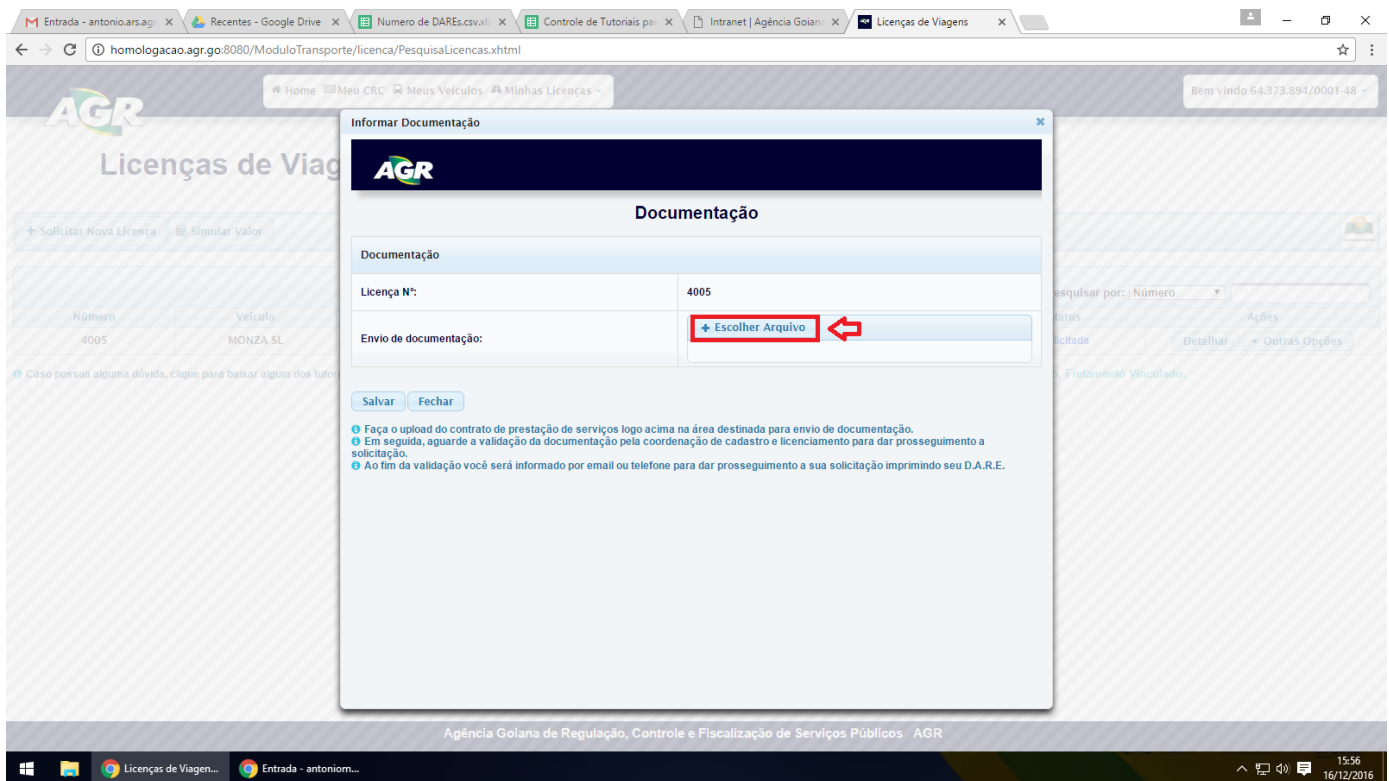 Entrada - antonio.ars.agr
Recentes - Google Drive
Numero de DAREs.csv.xls
Controle de Tutoriais par
Intranet | Agência Goiana
Licenças de Viagens
homologacao.agr.go:8080/ModuloTransporte/licenca/PesquisaLicencas.xhtml
AGR
Home Meu CRC Meus Veículos Minhas Licenças
Bem vindo 64.373.894/0001-48
Licenças de Viag
+ Solicitar Nova Licença Simular Valor
esquisar por: Número
Número Veículo tatus Ações
4005 MONZA SL licitada Detalhar Outras Opções
Caso possua alguma dúvida, clique para baixar algum dos tutor o, Fretamento Vinculado.
Informar Documentação
AGR
Documentação
Documentação
Licença N°: 4005
Envio de documentação: + Escolher Arquivo
Salvar Fechar
Faça o upload do contrato de prestação de serviços logo acima na área destinada para envio de documentação.
Em seguida, aguarde a validação da documentação pela coordenação de cadastro e licenciamento para dar prosseguimento a
solicitação.
Ao fim da validação você será informado por email ou telefone para dar prosseguimento a sua solicitação imprimindo seu D.A.R.E.
Agência Goiana de Regulação, Controle e Fiscalização de Serviços Públicos AGR
Licenças de Viagen...
Entrada - antoniom...
15:56
16/12/2016